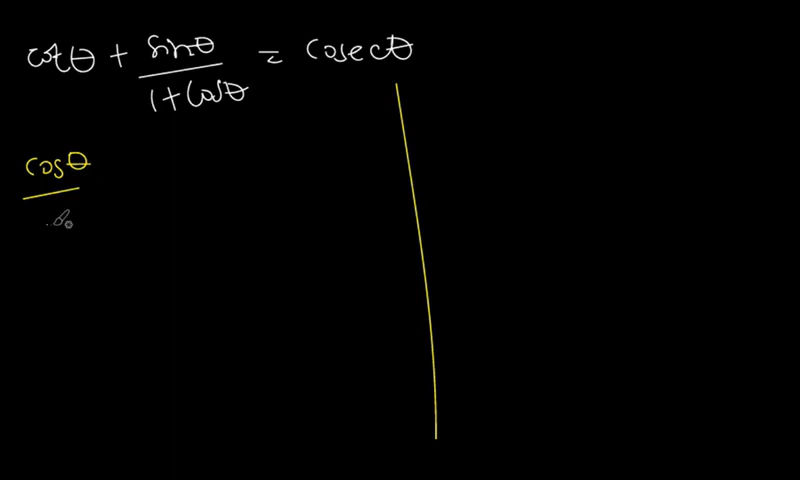 cotθ + sinθ/(1+cosθ) = cosecθ
cosθ